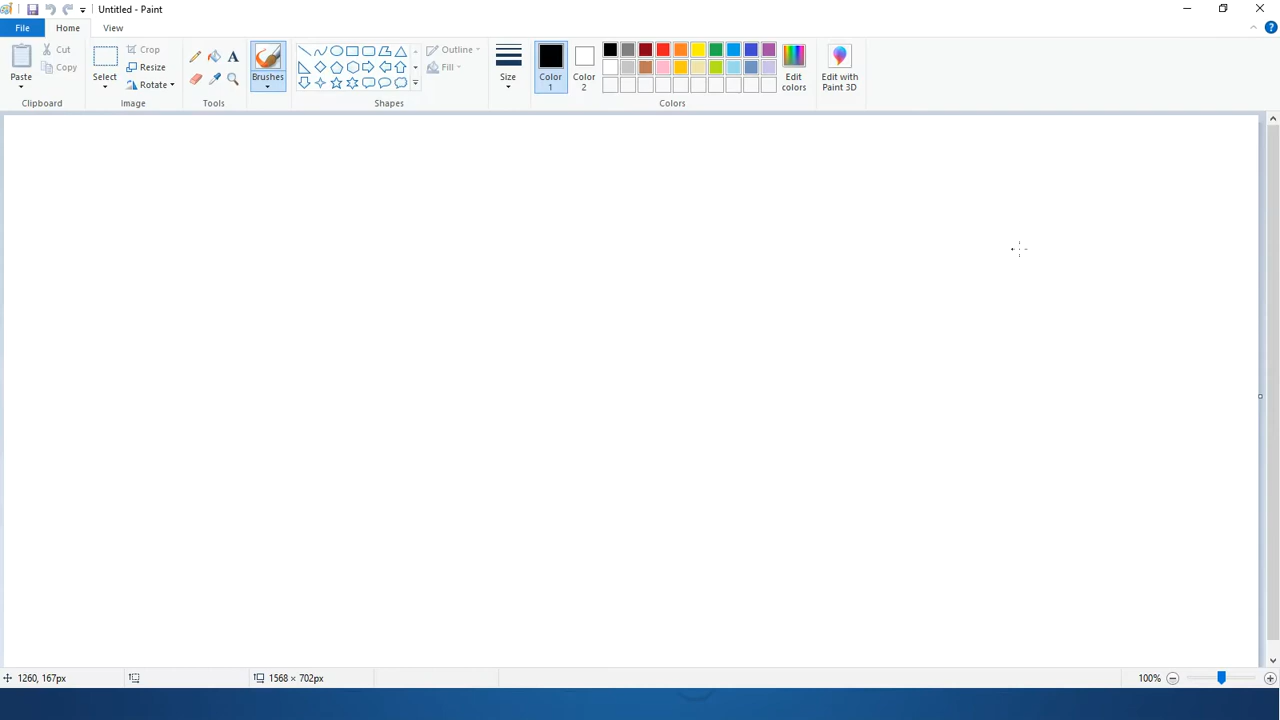 Untitled - Paint
File Home View
Paste
Cut
Copy
Clipboard
Select
Crop
Resize
Rotate
Image
A
Tools
Brushes
Shapes
Outline
Fill
Size
Color
1
Color
2
Colors
Edit
colors
Edit with
Paint 3D
1260, 167px
1568 × 702px
100%